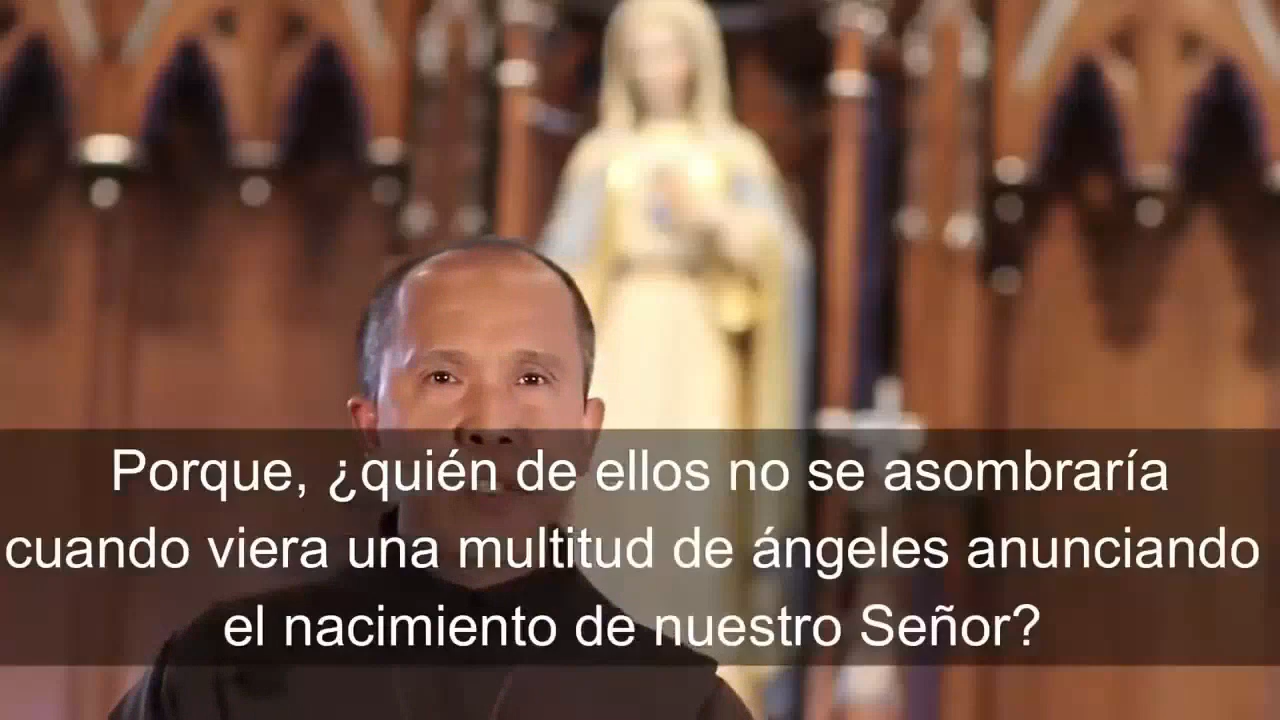 Porque, ¿quién de ellos no se asombraría
cuando viera una multitud de ángeles anunciando
el nacimiento de nuestro Señor?